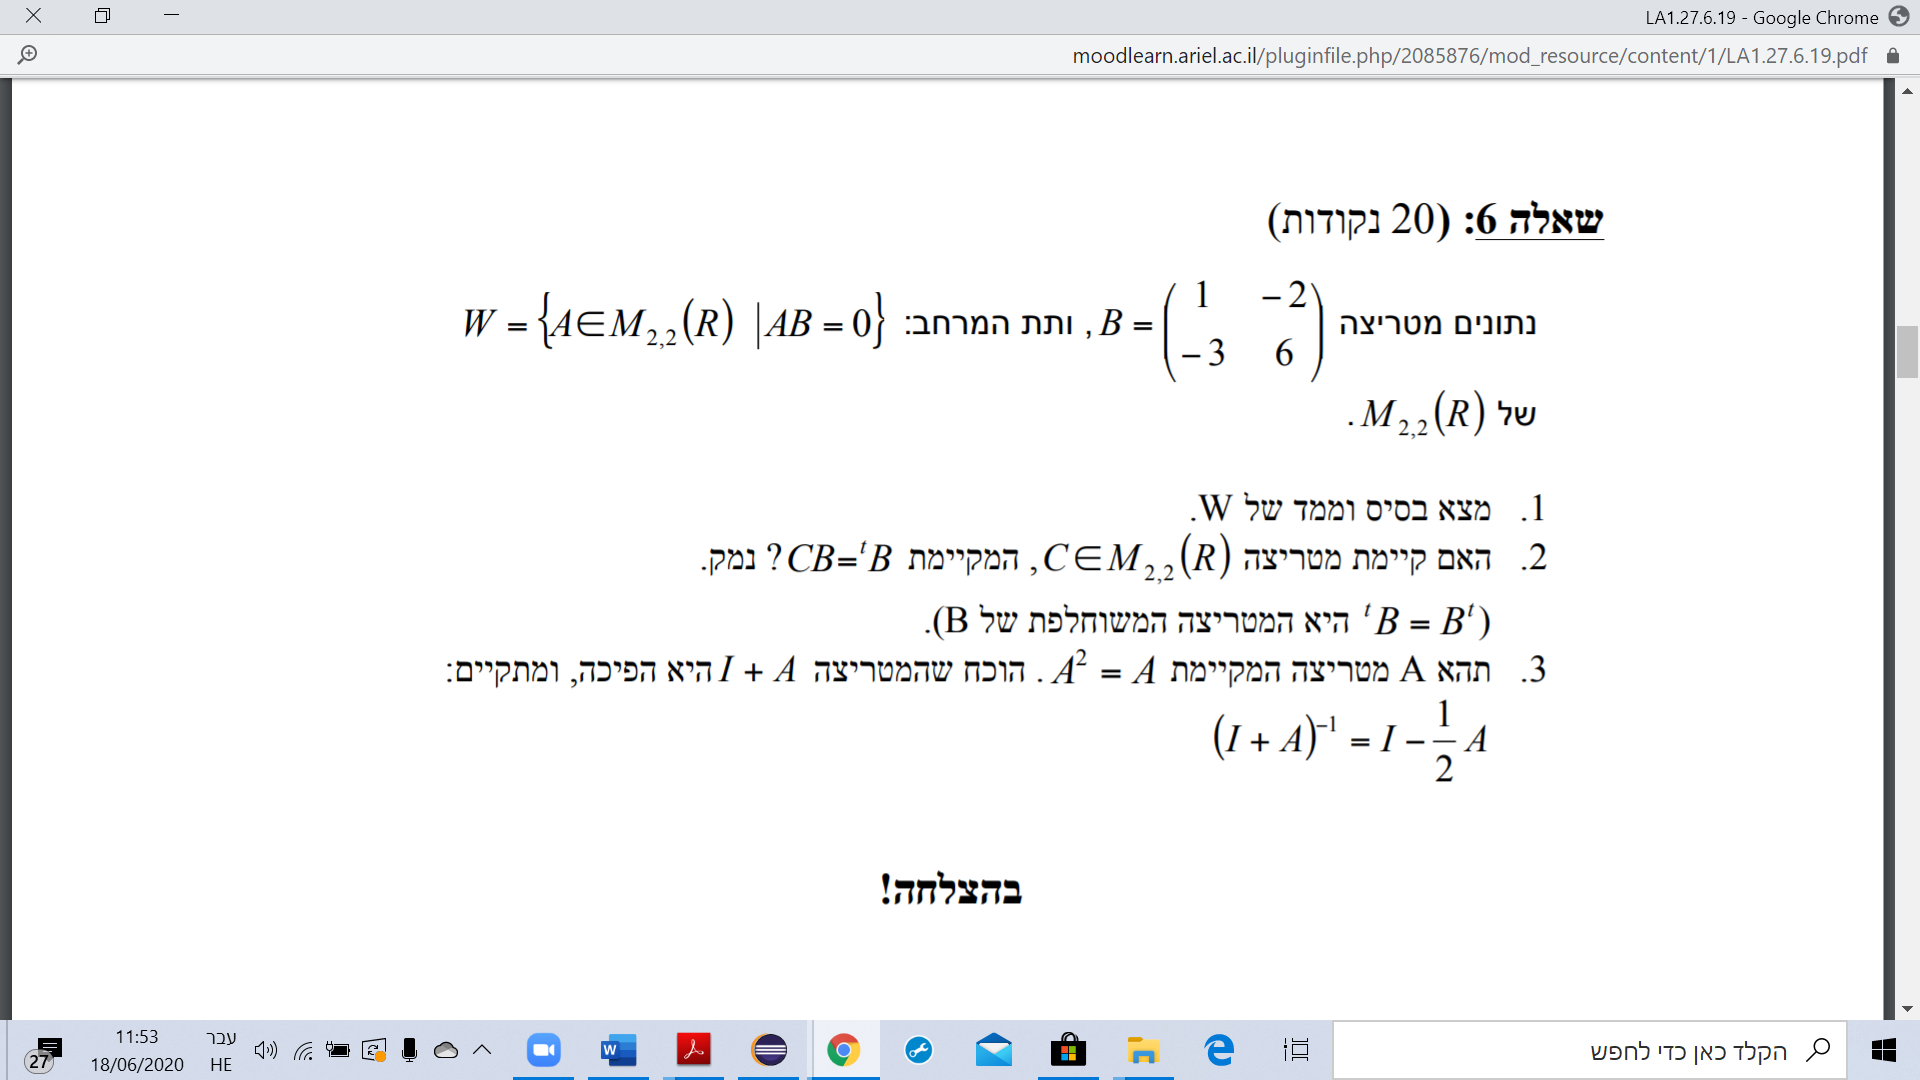 LA1.27.6.19 - Google Chrome
moodlearn.ariel.ac.il/pluginfile.php/2085876/mod_resource/content/1/LA1.27.6.19.pdf
שאלה 6: (20 נקודות)
נתונים מטריצה B = (1 −2; −3 6), ותת המרחב: W = {A∈M₂,₂(R) | AB = 0}
של M₂,₂(R).
1. מצא בסיס וממד של W.
2. האם קיימת מטריצה C∈M₂,₂(R), המקיימת CB=ᵗB? נמק.
(ᵗB = Bᵗ היא המטריצה המשוחלפת של B).
3. תהא A מטריצה המקיימת A² = A. הוכח שהמטריצה I + A היא הפיכה, ומתקיים:
(I + A)⁻¹ = I − 1/2 A
בהצלחה!
הקלד כאן כדי לחפש
עבר
HE
11:53
18/06/2020
27